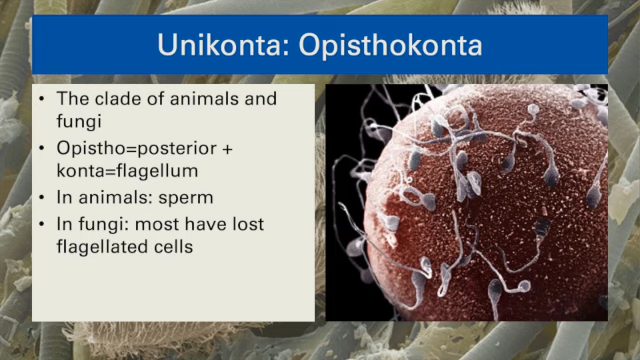 Unikonta: Opisthokonta
• The clade of animals and
fungi
• Opistho=posterior +
konta=flagellum
• In animals: sperm
• In fungi: most have lost
flagellated cells